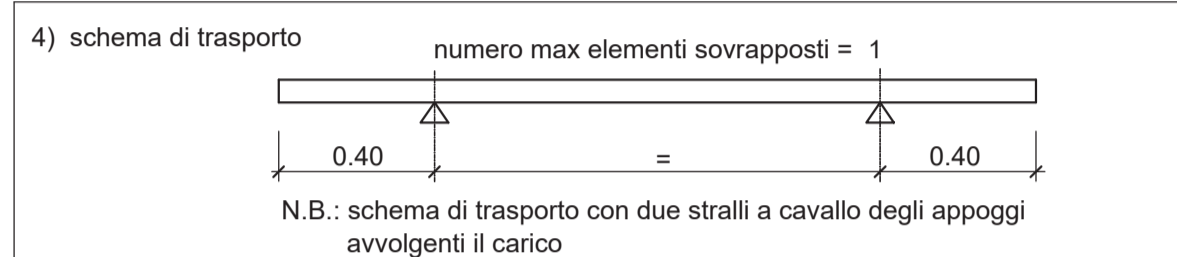 4) schema di trasporto
numero max elementi sovrapposti = 1
0.40
=
0.40
N.B.: schema di trasporto con due stralli a cavallo degli appoggi
avvolgenti il carico